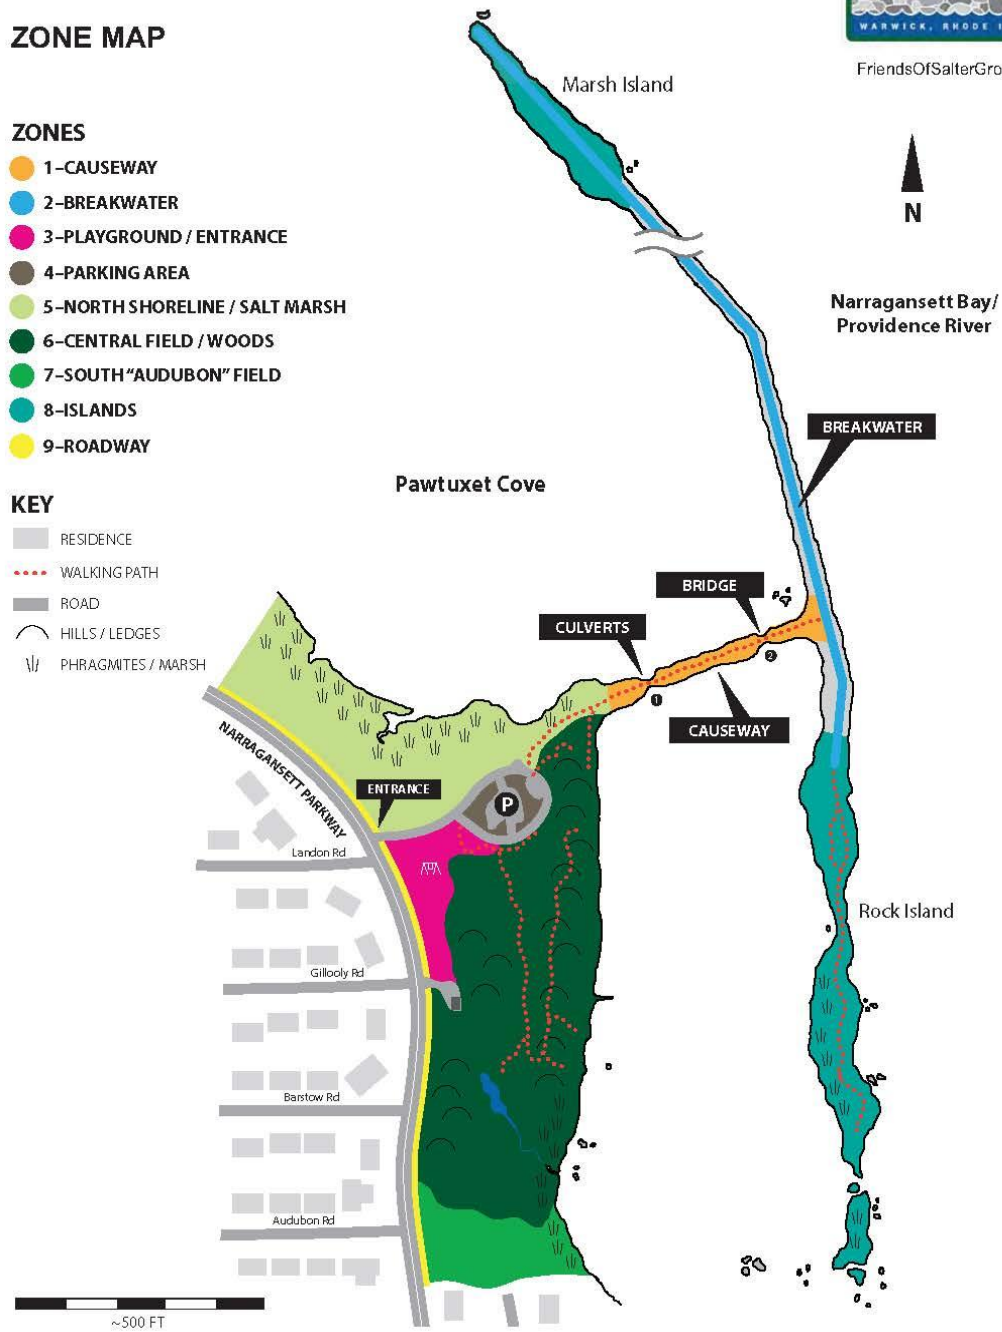 ZONE MAP
WARWICK, RHODE I
FriendsOfSalterGro
Marsh Island
ZONES
1–CAUSEWAY
2–BREAKWATER
3–PLAYGROUND / ENTRANCE
4–PARKING AREA
5–NORTH SHORELINE / SALT MARSH
6–CENTRAL FIELD / WOODS
7–SOUTH “AUDUBON” FIELD
8–ISLANDS
9–ROADWAY
N
Narragansett Bay/
Providence River
BREAKWATER
Pawtuxet Cove
KEY
RESIDENCE
WALKING PATH
ROAD
HILLS / LEDGES
PHRAGMITES / MARSH
BRIDGE
CULVERTS
2
1
CAUSEWAY
NARRAGANSETT PARKWAY
ENTRANCE
P
Landon Rd
Rock Island
Gillooly Rd
Barstow Rd
Audubon Rd
~500 FT